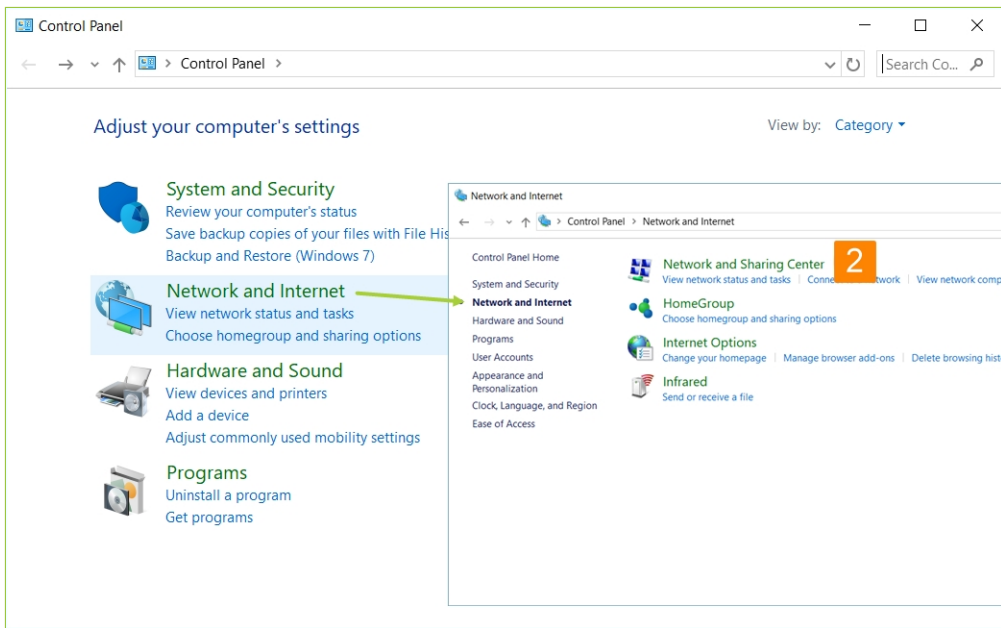 Control Panel
Control Panel
Search Co...
Adjust your computer's settings
View by: Category
System and Security
Review your computer's status
Save backup copies of your files with File His
Backup and Restore (Windows 7)
Network and Internet
View network status and tasks
Choose homegroup and sharing options
Hardware and Sound
View devices and printers
Add a device
Adjust commonly used mobility settings
Programs
Uninstall a program
Get programs
Network and Internet
Control Panel > Network and Internet
Control Panel Home
System and Security
Network and Internet
Hardware and Sound
Programs
User Accounts
Appearance and
Personalization
Clock, Language, and Region
Ease of Access
Network and Sharing Center
2
View network status and tasks | Conne work | View network comp
HomeGroup
Choose homegroup and sharing options
Internet Options
Change your homepage | Manage browser add-ons | Delete browsing hist
Infrared
Send or receive a file